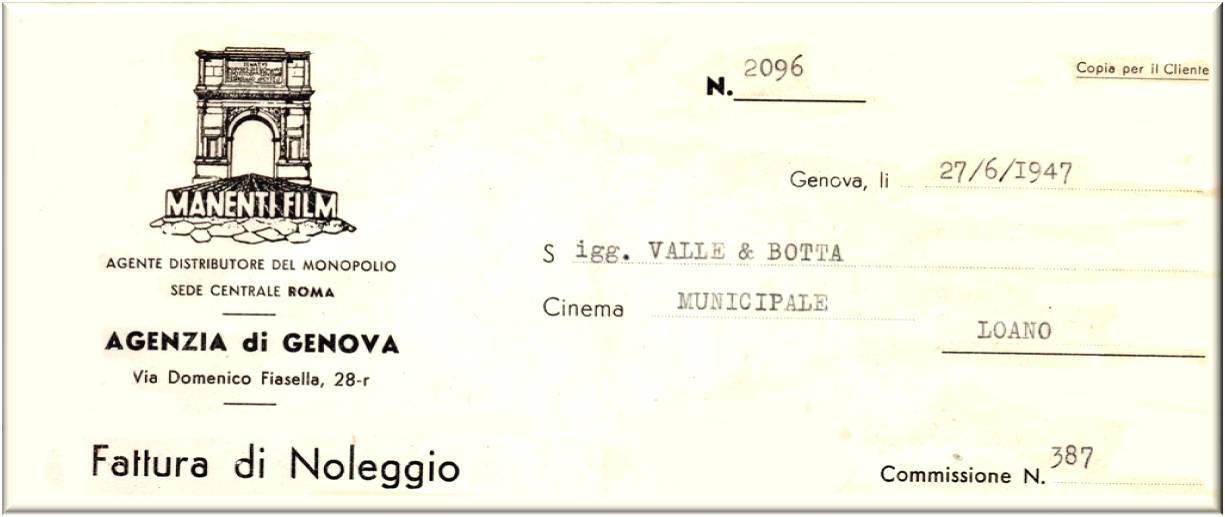 N. 2096
Copia per il Cliente
Genova, li 27/6/1947
MANENTI FILM
AGENTE DISTRIBUTORE DEL MONOPOLIO
SEDE CENTRALE ROMA
AGENZIA di GENOVA
Via Domenico Fiasella, 28-r
S igg. VALLE & BOTTA
Cinema MUNICIPALE
LOANO
Fattura di Noleggio
Commissione N. 387